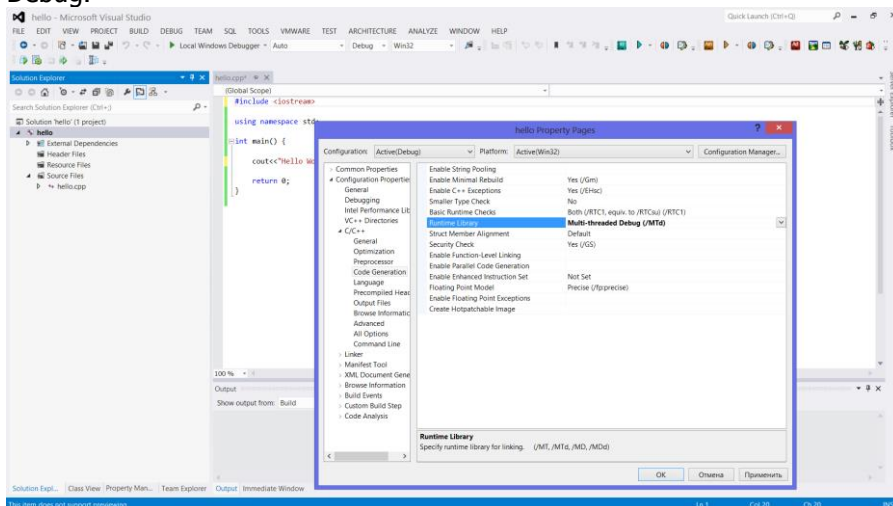 Debug.
hello - Microsoft Visual Studio
Quick Launch (Ctrl+Q)
FILE EDIT VIEW PROJECT BUILD DEBUG TEAM SQL TOOLS VMWARE TEST ARCHITECTURE ANALYZE WINDOW HELP
Local Windows Debugger Auto Debug Win32
Solution Explorer
Search Solution Explorer (Ctrl+;)
Solution 'hello' (1 project)
hello
External Dependencies
Header Files
Resource Files
Source Files
hello.cpp
hello.cpp*
(Global Scope)
#include <iostream>
using namespace std
int main() {
cout<<"Hello Wo
return 0;
}
100 %
Output
Show output from: Build
hello Property Pages
Configuration: Active(Debug) Platform: Active(Win32) Configuration Manager...
Common Properties
Configuration Propertie
General
Debugging
Intel Performance Lib
VC++ Directories
C/C++
General
Optimization
Preprocessor
Code Generation
Language
Precompiled Head
Output Files
Browse Informatic
Advanced
All Options
Command Line
Linker
Manifest Tool
XML Document Gene
Browse Information
Build Events
Custom Build Step
Code Analysis
Enable String Pooling
Enable Minimal Rebuild Yes (/Gm)
Enable C++ Exceptions Yes (/EHsc)
Smaller Type Check No
Basic Runtime Checks Both (/RTC1, equiv. to /RTCsu) (/RTC1)
Runtime Library Multi-threaded Debug (/MTd)
Struct Member Alignment Default
Security Check Yes (/GS)
Enable Function-Level Linking
Enable Parallel Code Generation
Enable Enhanced Instruction Set Not Set
Floating Point Model Precise (/fp:precise)
Enable Floating Point Exceptions
Create Hotpatchable Image
Runtime Library
Specify runtime library for linking. (/MT, /MTd, /MD, /MDd)
OK Отмена Применить
Solution Expl... Class View Property Man... Team Explorer Output Immediate Window
This item does not support previewing Ln 1 Col 20 Ch 20 INS